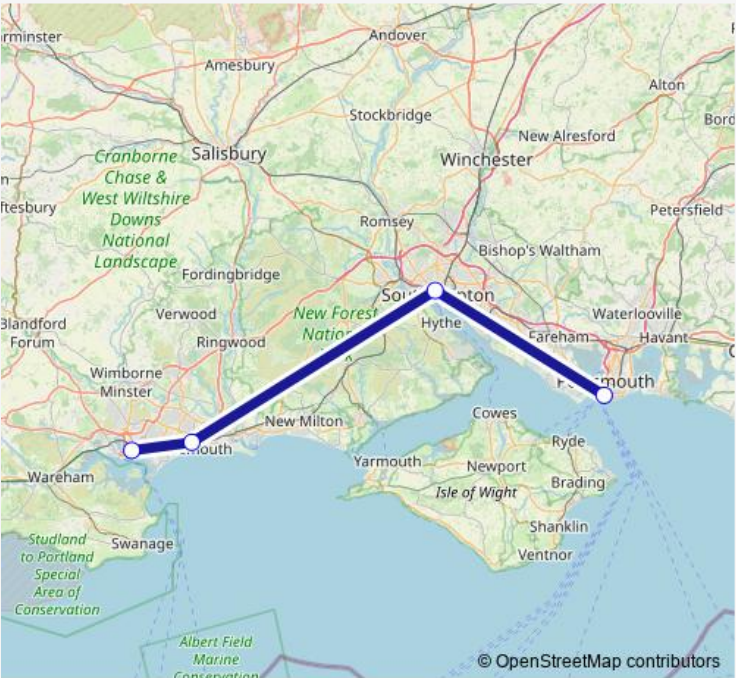 Andover
Amesbury
Alton
Stockbridge
New Alresford
Cranborne
Chase &
West Wiltshire
Downs
National
Landscape
Salisbury
Winchester
Petersfield
Romsey
Bishop's Waltham
Fordingbridge
New Forest
Hythe
Verwood
Ringwood
Blandford
Forum
Waterlooville
Fareham
Havant
Wimborne
Minster
New Milton
Cowes
Ryde
Yarmouth
Newport
Brading
Isle of Wight
Wareham
Shanklin
Ventnor
Swanage
Studland
to Portland
Special
Area of
Conservation
Albert Field
Marine
Conservation
© OpenStreetMap contributors